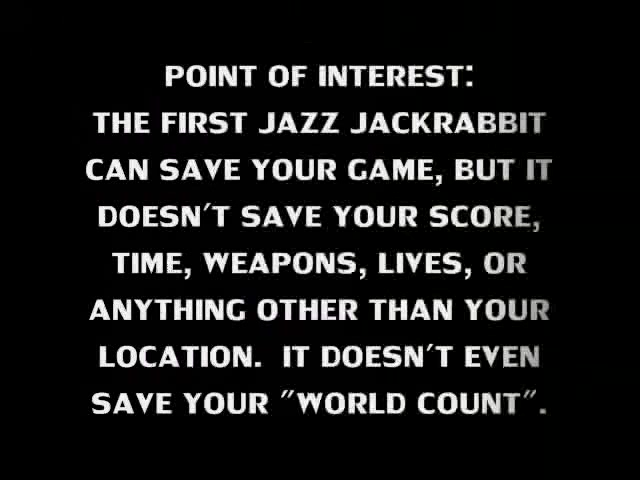 POINT OF INTEREST:
THE FIRST JAZZ JACKRABBIT
CAN SAVE YOUR GAME, BUT IT
DOESN'T SAVE YOUR SCORE,
TIME, WEAPONS, LIVES, OR
ANYTHING OTHER THAN YOUR
LOCATION.  IT DOESN'T EVEN
SAVE YOUR "WORLD COUNT".